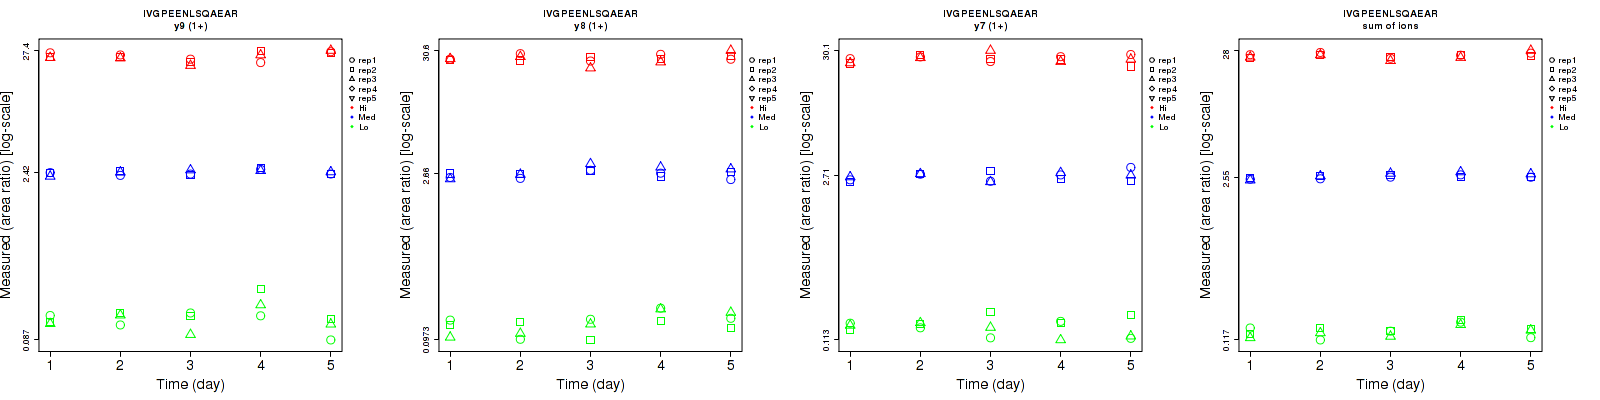 IVGPEENLSQAEAR
y9 (1+)
27.4
2.42
0.087
Measured (area ratio) [log-scale]
1 2 3 4 5
Time (day)
rep1
rep2
rep3
rep4
rep5
Hi
Med
Lo
IVGPEENLSQAEAR
y8 (1+)
30.6
2.66
0.0973
Measured (area ratio) [log-scale]
1 2 3 4 5
Time (day)
rep1
rep2
rep3
rep4
rep5
Hi
Med
Lo
IVGPEENLSQAEAR
y7 (1+)
30.1
2.71
0.113
Measured (area ratio) [log-scale]
1 2 3 4 5
Time (day)
rep1
rep2
rep3
rep4
rep5
Hi
Med
Lo
IVGPEENLSQAEAR
sum of ions
28
2.55
0.117
Measured (area ratio) [log-scale]
1 2 3 4 5
Time (day)
rep1
rep2
rep3
rep4
rep5
Hi
Med
Lo